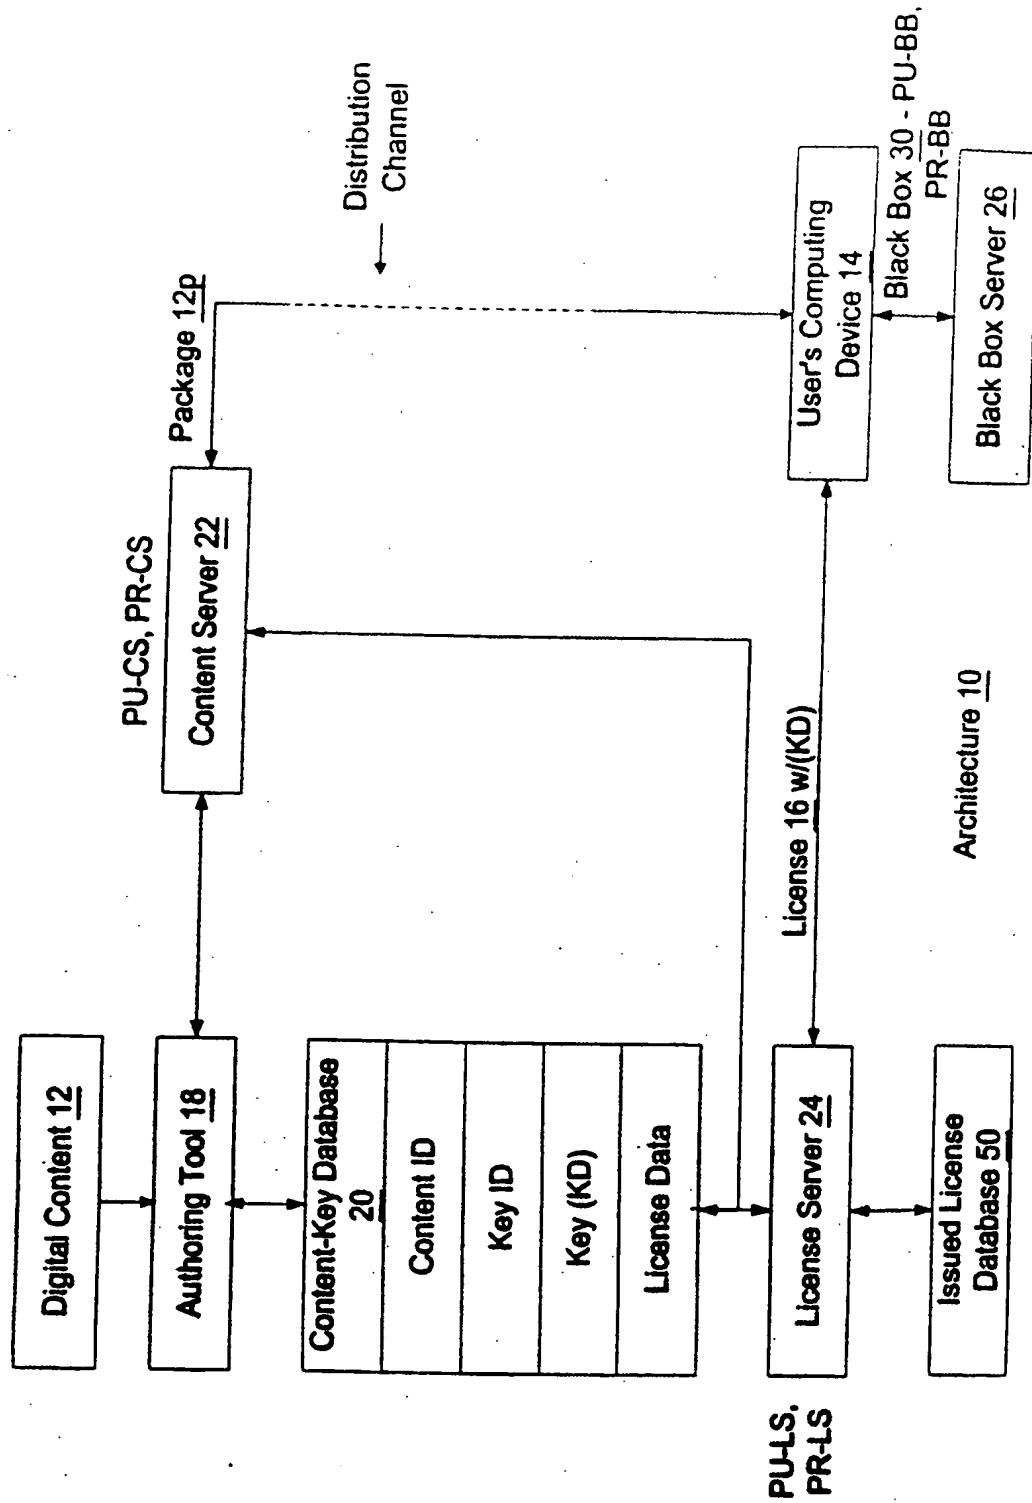 Digital Content 12
Authoring Tool 18
Content-Key Database
20
Content ID
Key ID
Key (KD)
License Data
PU-LS,
PR-LS
License Server 24
Issued License
Database 50
PU-CS, PR-CS
Content Server 22
Package 12p
Distribution
Channel
License 16 w/(KD)
User's Computing
Device 14
Black Box 30 - PU-BB,
PR-BB
Black Box Server 26
Architecture 10